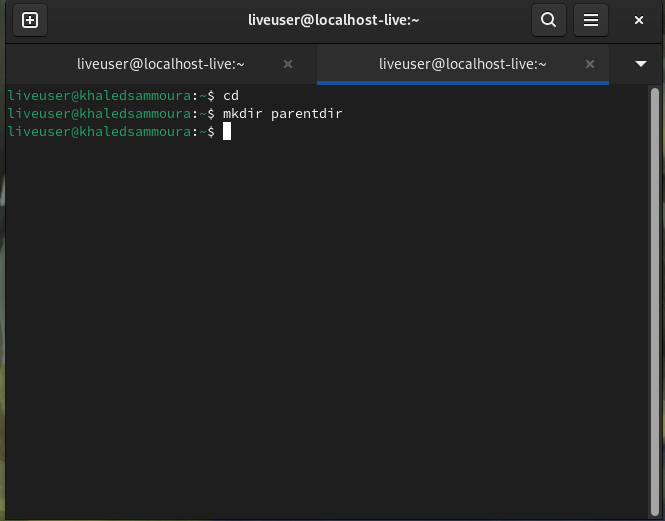 liveuser@localhost-live:~
liveuser@localhost-live:~ liveuser@localhost-live:~
liveuser@khaledsammoura:~$ cd
liveuser@khaledsammoura:~$ mkdir parentdir
liveuser@khaledsammoura:~$